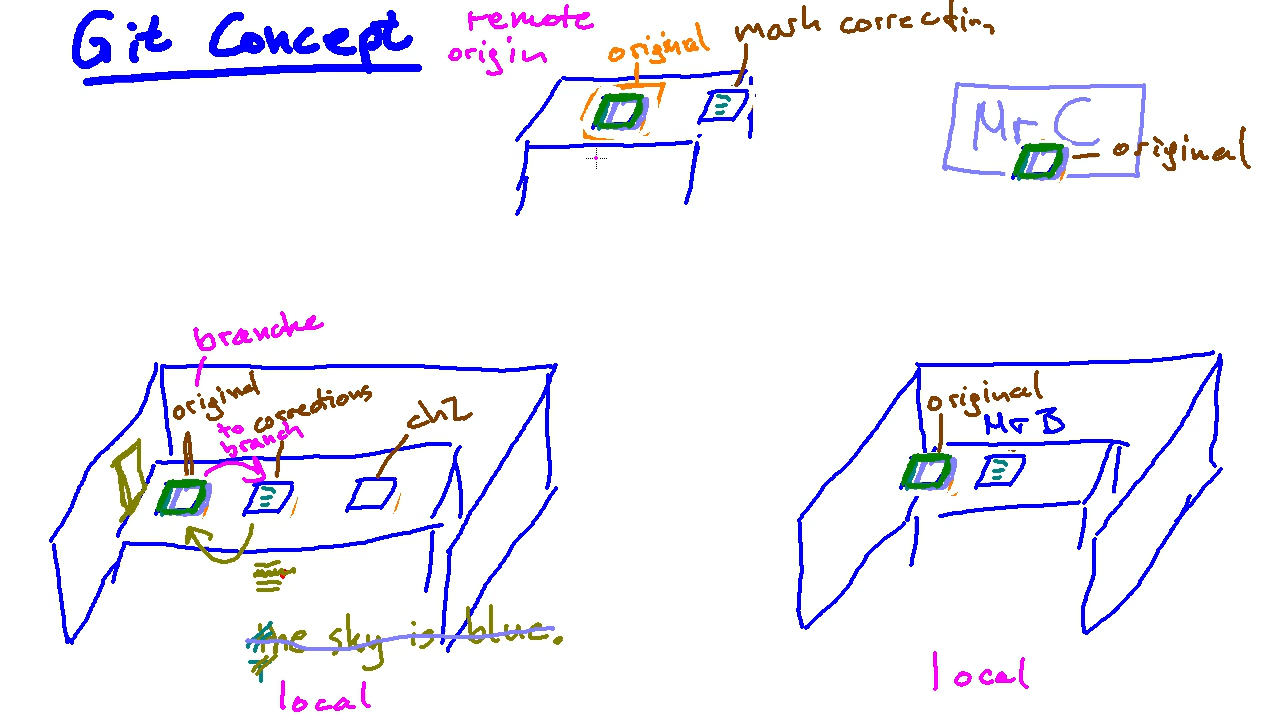 Git Concept
remote
origin
original
mash correction
Mr C
original
branche
original
corrections
to
branch
ch2
the sky is blue.
local
original
Mr B
local